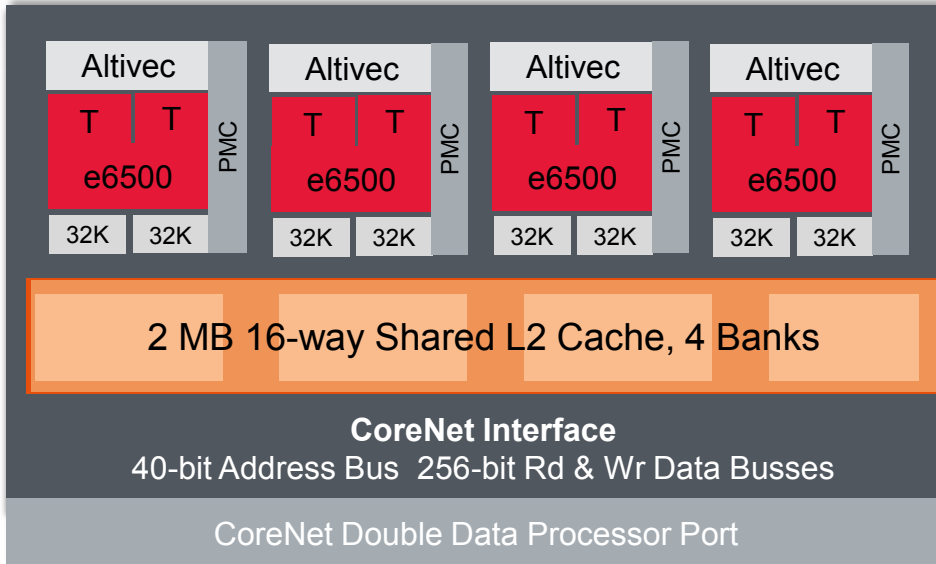 Altivec
T T
PMC
e6500
32K 32K
Altivec
T T
PMC
e6500
32K 32K
Altivec
T T
PMC
e6500
32K 32K
Altivec
T T
PMC
e6500
32K 32K
2 MB 16-way Shared L2 Cache, 4 Banks
CoreNet Interface
40-bit Address Bus 256-bit Rd & Wr Data Busses
CoreNet Double Data Processor Port